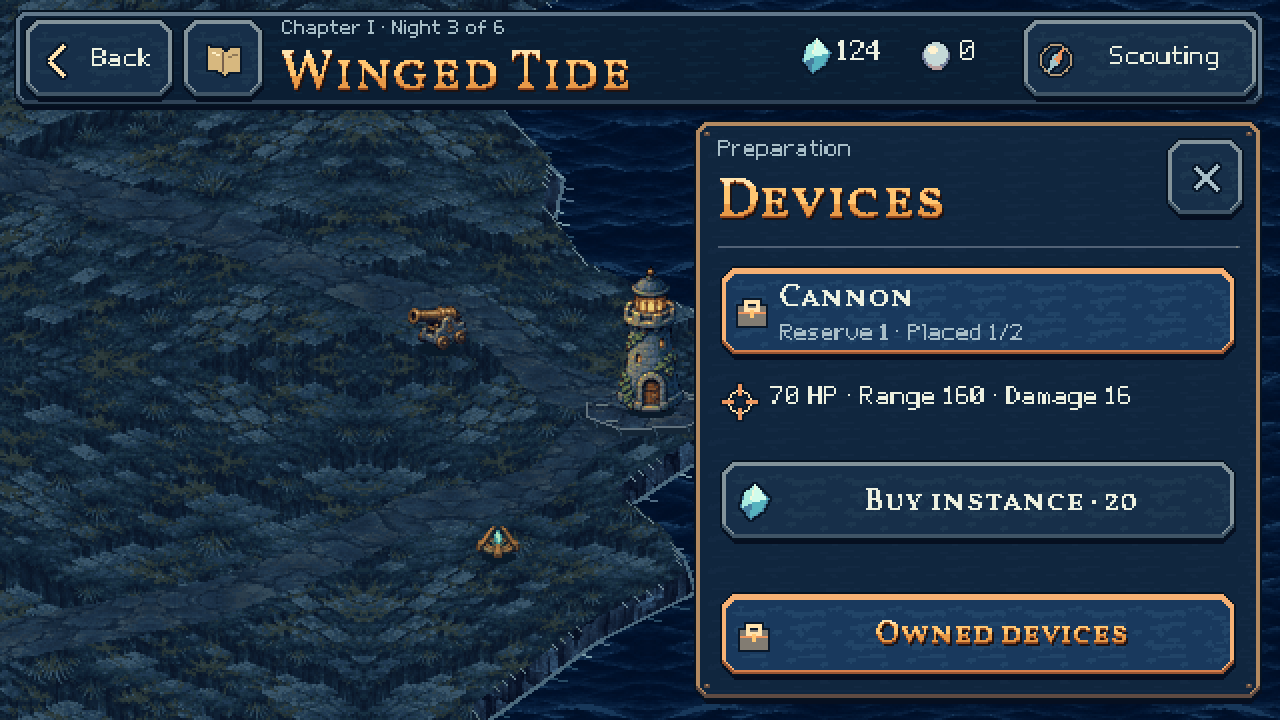 Back
Chapter I · Night 3 of 6
Winged Tide
124
0
Scouting
Preparation
Devices
Cannon
Reserve 1 · Placed 1/2
70 HP · Range 160 · Damage 16
Buy instance · 20
Owned devices